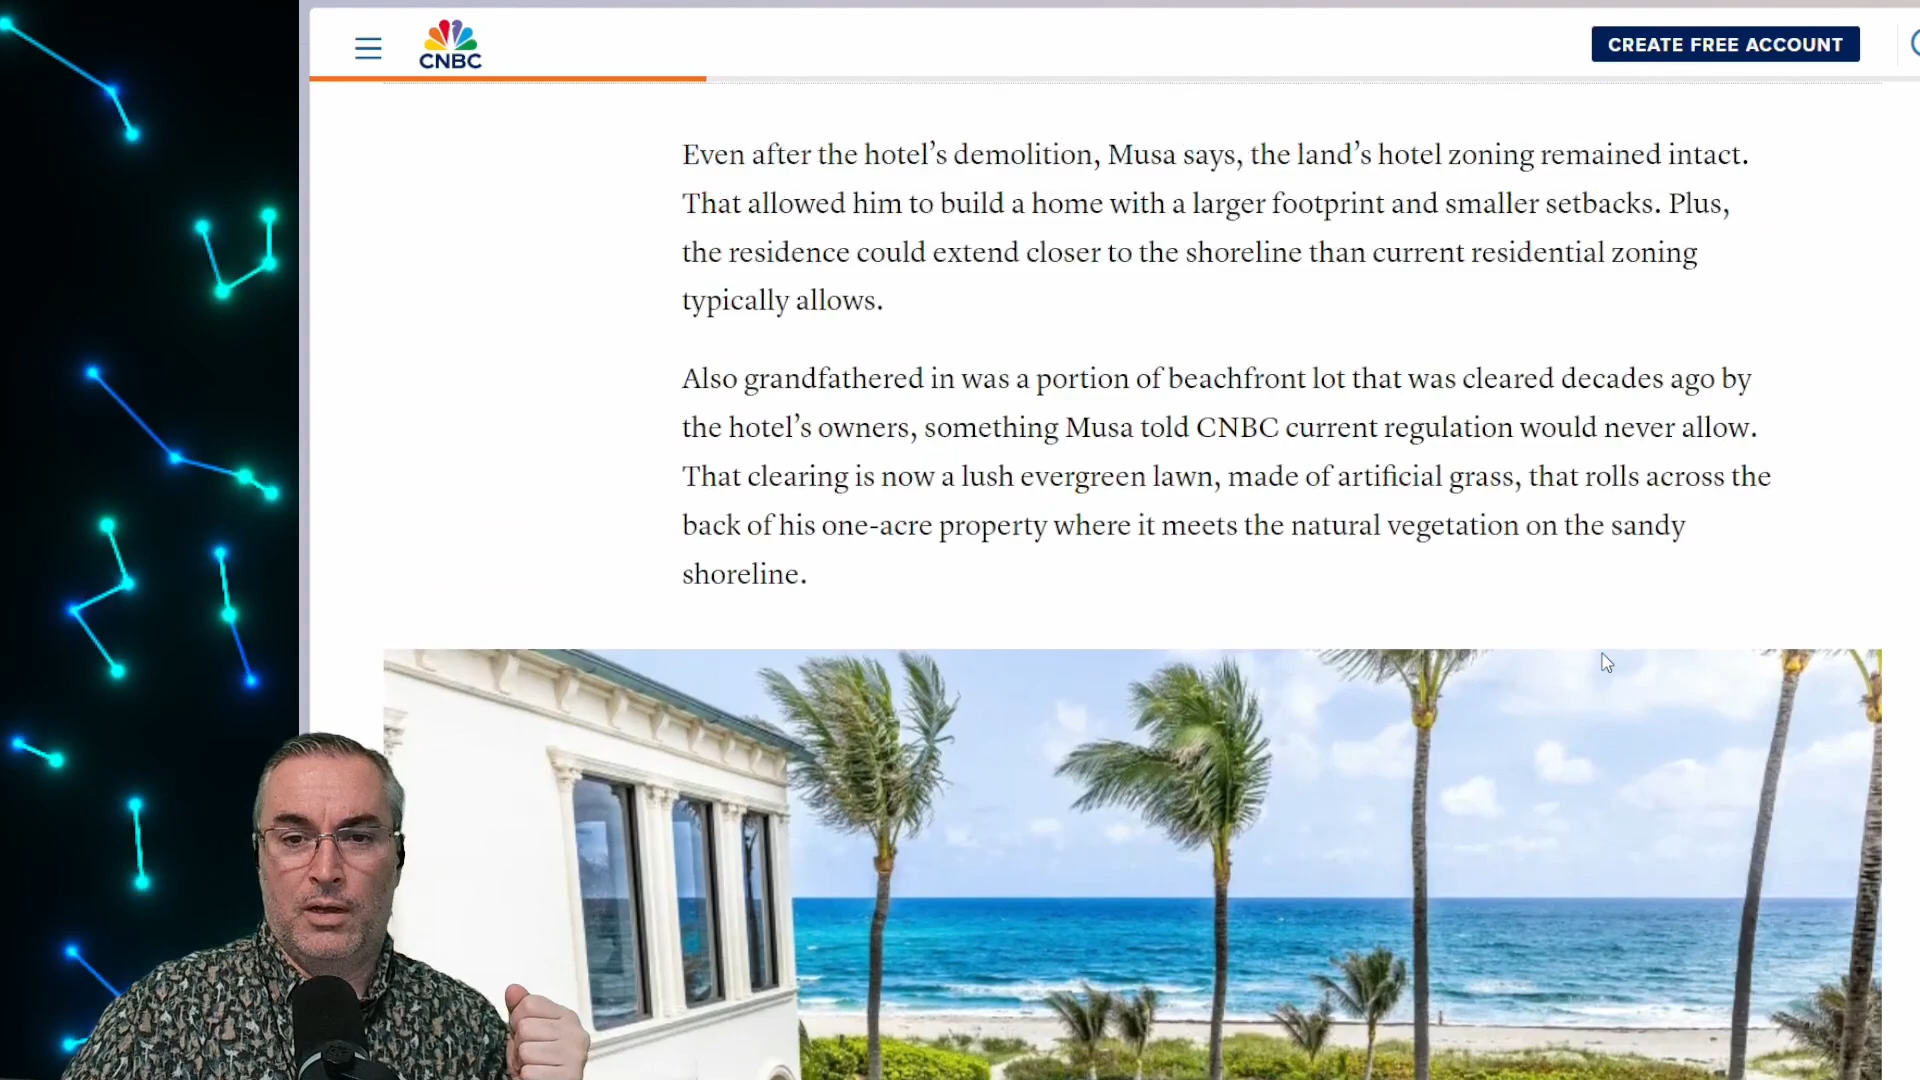 CNBC
CREATE FREE ACCOUNT
Even after the hotel’s demolition, Musa says, the land’s hotel zoning remained intact.
That allowed him to build a home with a larger footprint and smaller setbacks. Plus,
the residence could extend closer to the shoreline than current residential zoning
typically allows.
Also grandfathered in was a portion of beachfront lot that was cleared decades ago by
the hotel’s owners, something Musa told CNBC current regulation would never allow.
That clearing is now a lush evergreen lawn, made of artificial grass, that rolls across the
back of his one-acre property where it meets the natural vegetation on the sandy
shoreline.